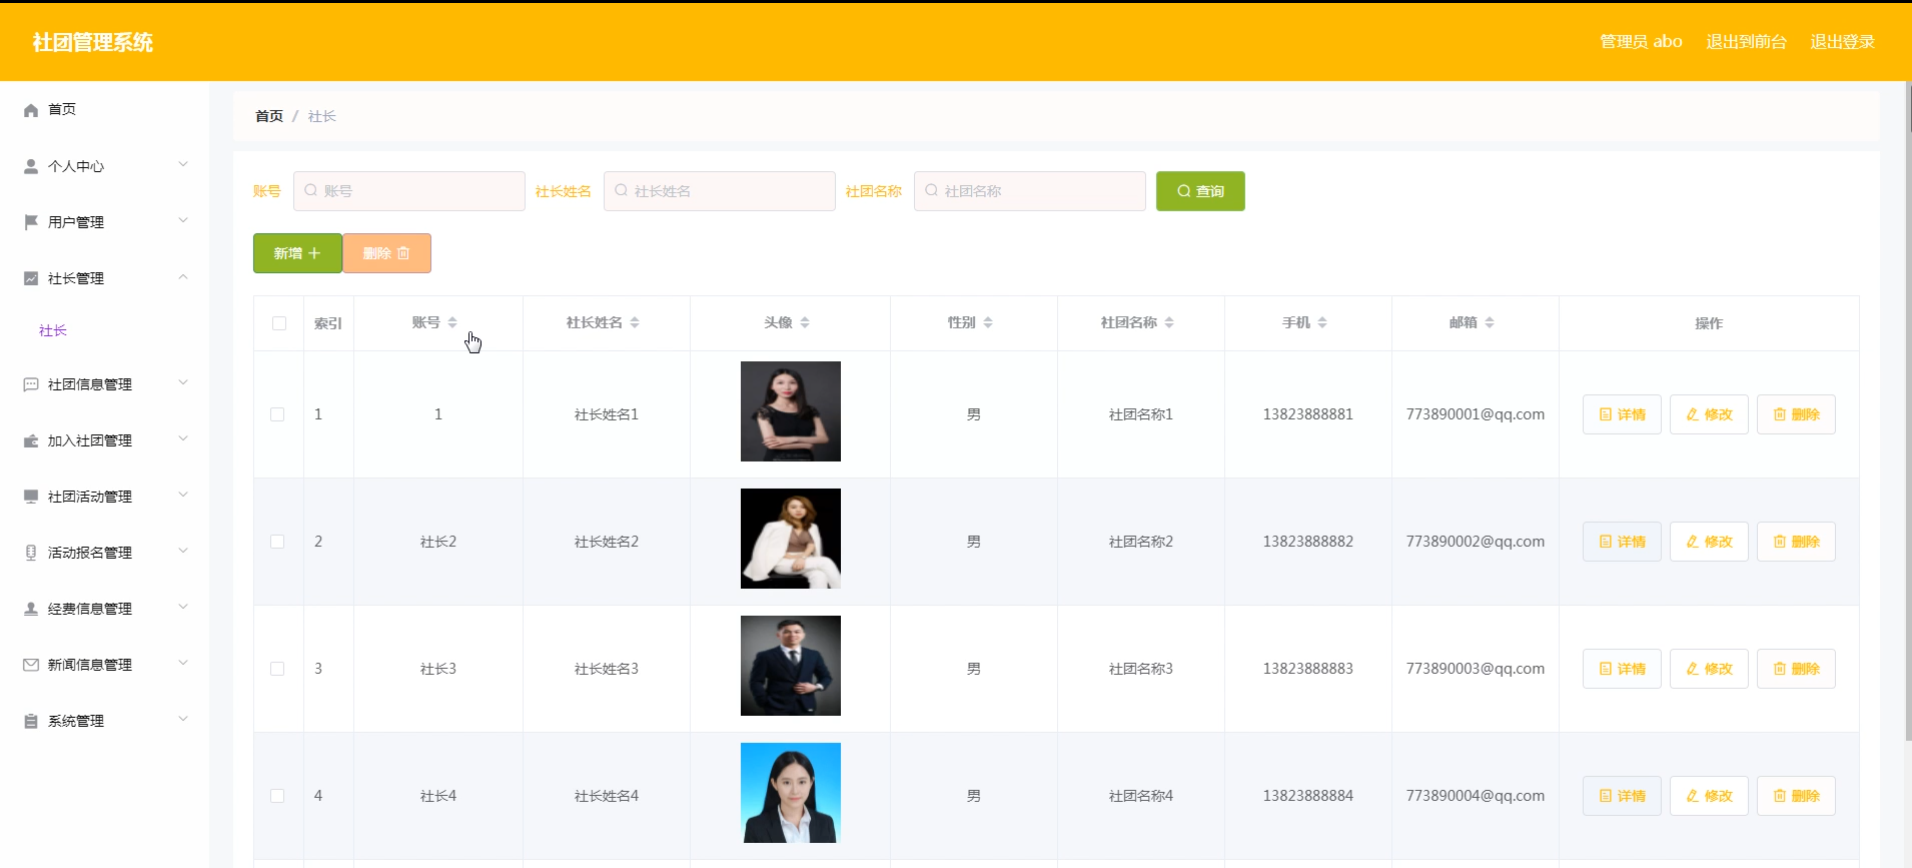 社团管理系统
管理员 abo 退出到前台 退出登录
首页
个人中心
用户管理
社长管理
社长
社团信息管理
加入社团管理
社团活动管理
活动报名管理
经费信息管理
新闻信息管理
系统管理
首页 / 社长
账号 账号 社长姓名 社长姓名 社团名称 社团名称 查询
新增 删除
索引 账号 社长姓名 头像 性别 社团名称 手机 邮箱 操作
1 1 社长姓名1 男 社团名称1 13823888881 773890001@qq.com 详情 修改 删除
2 社长2 社长姓名2 男 社团名称2 13823888882 773890002@qq.com 详情 修改 删除
3 社长3 社长姓名3 男 社团名称3 13823888883 773890003@qq.com 详情 修改 删除
4 社长4 社长姓名4 男 社团名称4 13823888884 773890004@qq.com 详情 修改 删除